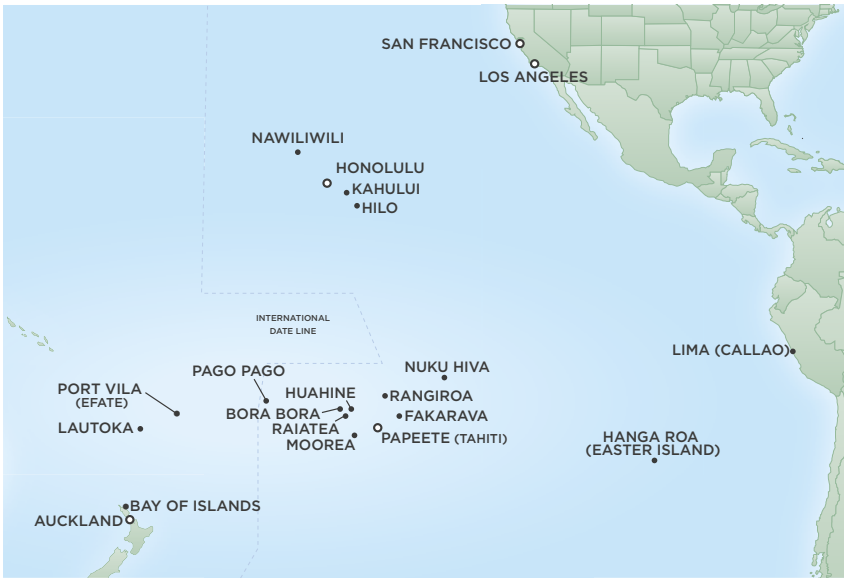 SAN FRANCISCO
LOS ANGELES
NAWILIWILI
HONOLULU
KAHULUI
HILO
INTERNATIONAL
DATE LINE
LIMA (CALLAO)
NUKU HIVA
PAGO PAGO
PORT VILA
(EFATE)
HUAHINE
RANGIROA
BORA BORA
FAKARAVA
LAUTOKA
RAIATEA
MOOREA
PAPEETE (TAHITI)
HANGA ROA
(EASTER ISLAND)
BAY OF ISLANDS
AUCKLAND